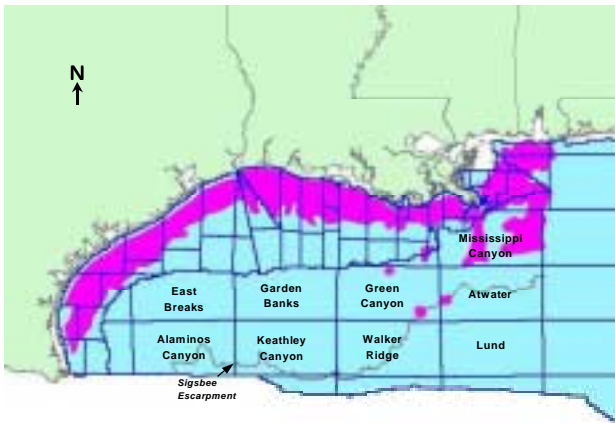 N
Mississippi
Canyon
East
Breaks
Garden
Banks
Green
Canyon
Atwater
Alaminos
Canyon
Keathley
Canyon
Walker
Ridge
Lund
Sigsbee
Escarpment